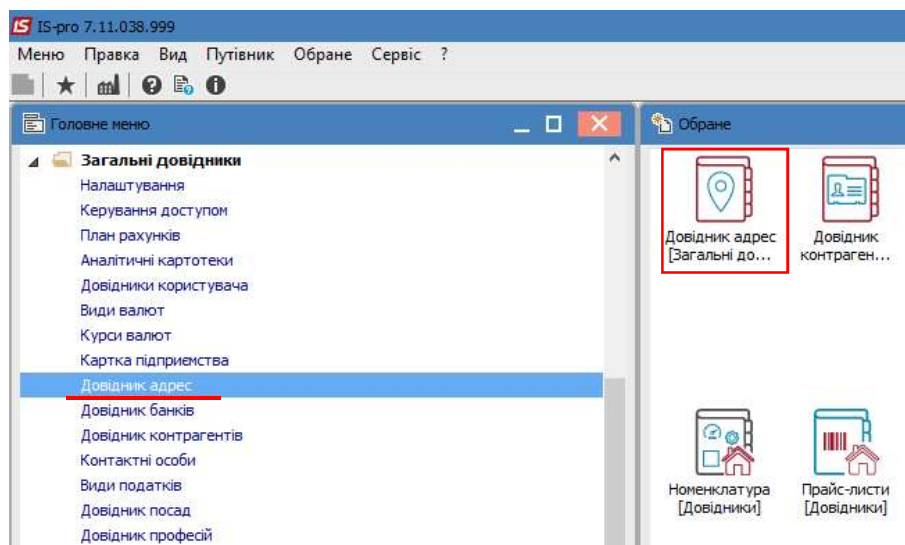 IS IS-pro 7.11.038.999
Меню Правка Вид Путівник Обране Сервіс ?
Головне меню
Загальні довідники
Налаштування
Керування доступом
План рахунків
Аналітичні картотеки
Довідники користувача
Види валют
Курси валют
Картка підприємства
Довідник адрес
Довідник банків
Довідник контрагентів
Контактні особи
Види податків
Довідник посад
Довідник професій
Обране
Довідник адрес
[Загальні до...
Довідник
контраген...
Номенклатура
[Довідники]
Прайс-листи
[Довідники]